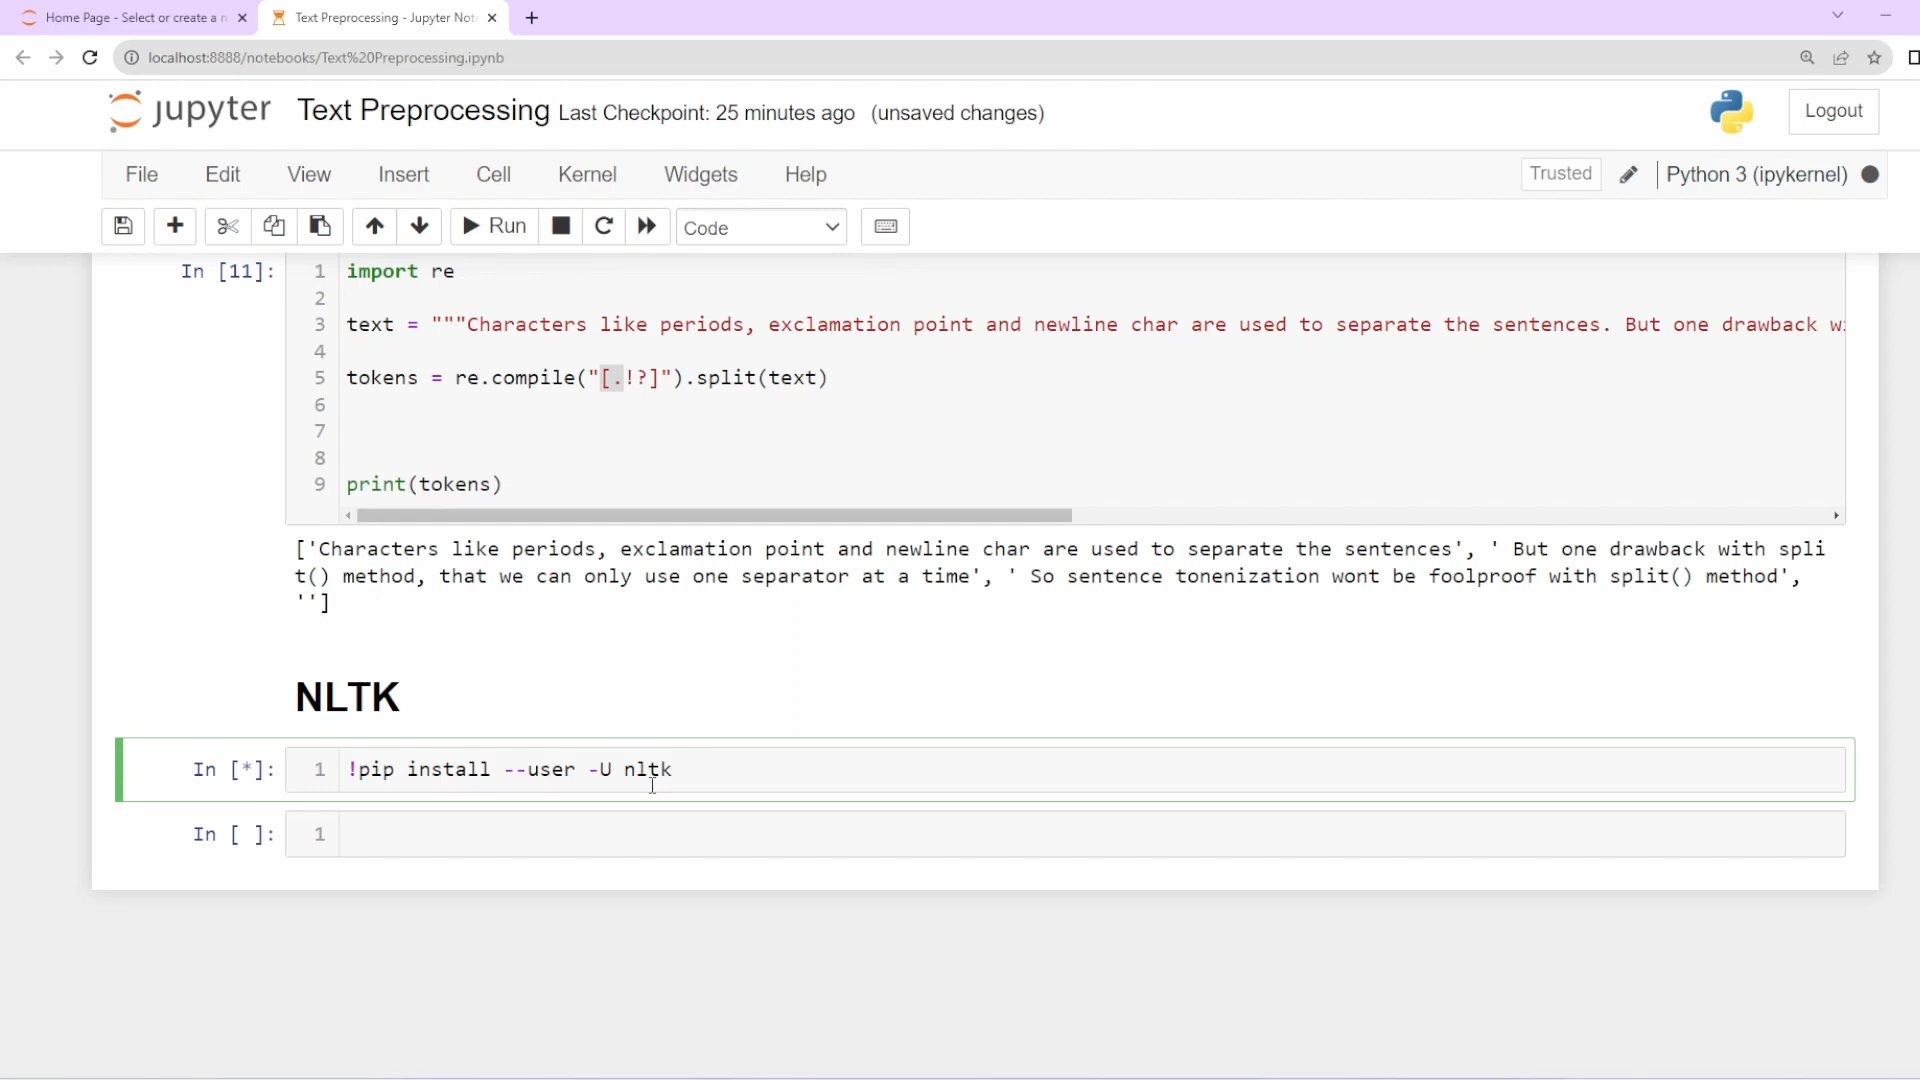 Home Page - Select or create a n
Text Preprocessing - Jupyter Not
localhost:8888/notebooks/Text%20Preprocessing.ipynb
jupyter Text Preprocessing Last Checkpoint: 25 minutes ago (unsaved changes)
Logout
File Edit View Insert Cell Kernel Widgets Help
Trusted Python 3 (ipykernel)
Run Code
In [11]: 1 import re
2
3 text = """Characters like periods, exclamation point and newline char are used to separate the sentences. But one drawback w
4
5 tokens = re.compile("[.!?]").split(text)
6
7
8
9 print(tokens)
['Characters like periods, exclamation point and newline char are used to separate the sentences', ' But one drawback with spli
t() method, that we can only use one separator at a time', ' So sentence tonenization wont be foolproof with split() method',
'']
NLTK
In [*]: 1 !pip install --user -U nltk
In [ ]: 1